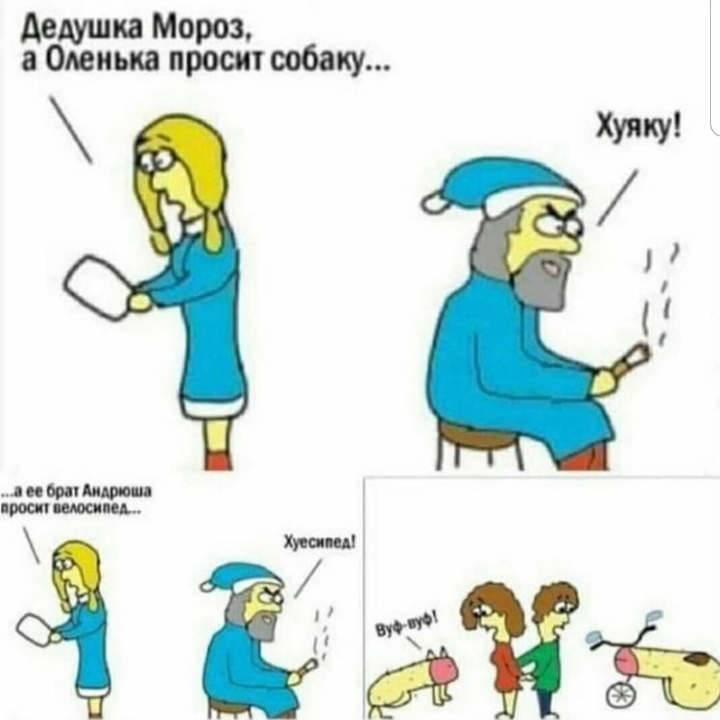 Дедушка Мороз,
а Оленька просит собаку...
Хуяку!
...а ее брат Андрюша
просит велосипед...
Хуесипед!
Вуф-вуф!